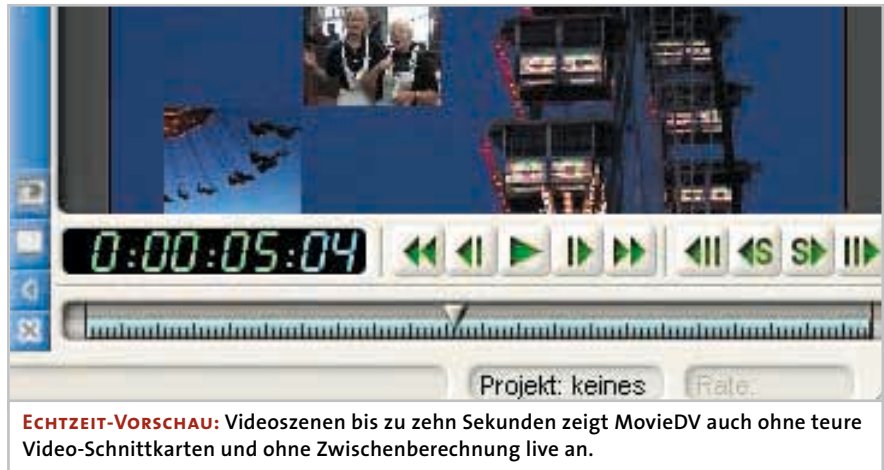 0:00:05:04
S S
Projekt: keines Rate:
ECHTZEIT-VORSCHAU: Videoszenen bis zu zehn Sekunden zeigt MovieDV auch ohne teure
Video-Schnittkarten und ohne Zwischenberechnung live an.